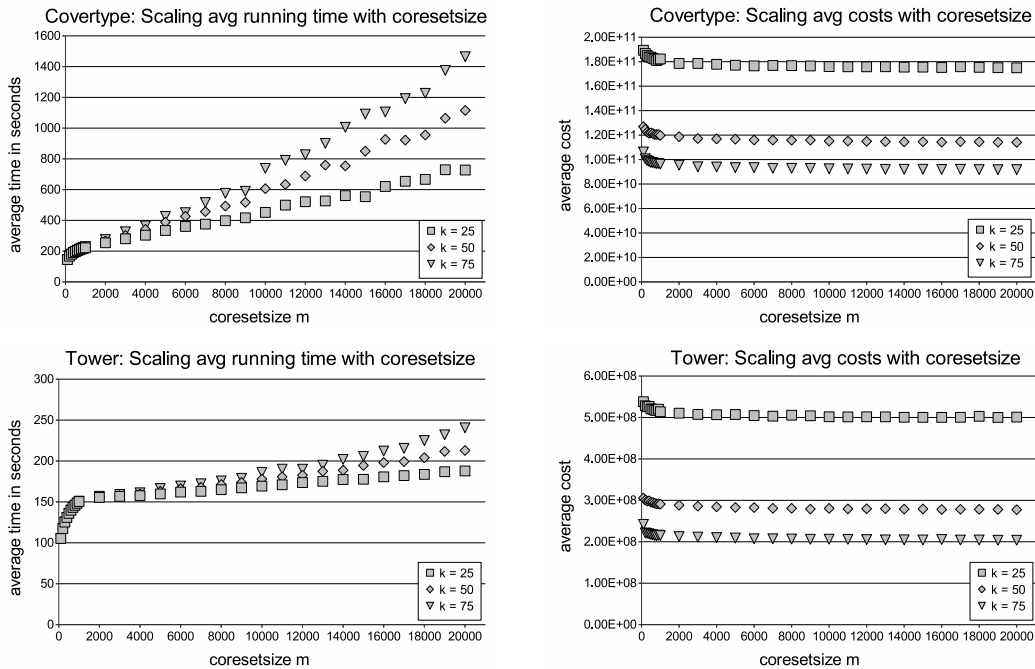 Covertype: Scaling avg running time with coresetsize
1600
1400
1200
1000
800
600
400
200
0
average time in seconds
0 2000 4000 6000 8000 10000 12000 14000 16000 18000 20000
coresetsize m
k = 25
k = 50
k = 75
Covertype: Scaling avg costs with coresetsize
2.00E+11
1.80E+11
1.60E+11
1.40E+11
1.20E+11
1.00E+11
8.00E+10
6.00E+10
4.00E+10
2.00E+10
0.00E+00
average cost
0 2000 4000 6000 8000 10000 12000 14000 16000 18000 20000
coresetsize m
k = 25
k = 50
k = 75
Tower: Scaling avg running time with coresetsize
300
250
200
150
100
50
0
average time in seconds
0 2000 4000 6000 8000 10000 12000 14000 16000 18000 20000
coresetsize m
k = 25
k = 50
k = 75
Tower: Scaling avg costs with coresetsize
6.00E+08
5.00E+08
4.00E+08
3.00E+08
2.00E+08
1.00E+08
0.00E+00
average cost
0 2000 4000 6000 8000 10000 12000 14000 16000 18000 20000
coresetsize m
k = 25
k = 50
k = 75